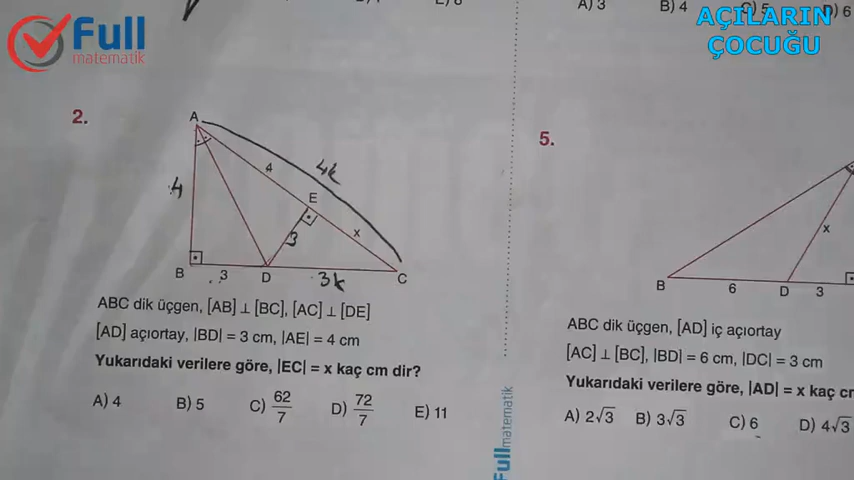 Full
matematik
AÇILARIN
ÇOCUĞU
A) 3
B) 4
C) 5
D) 6
2.
A
4
4k
4
E
3
x
B
3
D
3k
C
ABC dik üçgen, [AB] ⊥ [BC], [AC] ⊥ [DE]
[AD] açıortay, |BD| = 3 cm, |AE| = 4 cm
Yukarıdaki verilere göre, |EC| = x kaç cm dir?
A) 4 B) 5 C) 62/7 D) 72/7 E) 11
5.
x
B
6
D
3
ABC dik üçgen, [AD] iç açıortay
[AC] ⊥ [BC], |BD| = 6 cm, |DC| = 3 cm
Yukarıdaki verilere göre, |AD| = x kaç
A) 2√3 B) 3√3 C) 6 D) 4√3
Fullmatematik